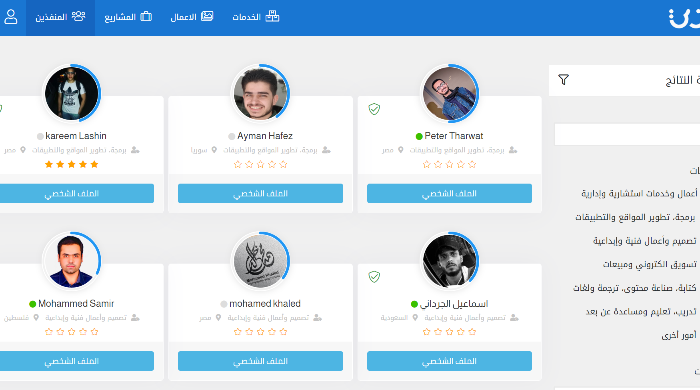 الخدمات
الاعمال
المشاريع
المنفذين
النتائج
Peter Tharwat
برمجة، تطوير المواقع والتطبيقات
مصر
الملف الشخصي
Ayman Hafez
برمجة، تطوير المواقع والتطبيقات
سوريا
الملف الشخصي
kareem Lashin
برمجة، تطوير المواقع والتطبيقات
مصر
الملف الشخصي
اسماعيل الجرداني
تصميم وأعمال فنية وإبداعية
السعودية
الملف الشخصي
mohamed khaled
تصميم وأعمال فنية وإبداعية
مصر
الملف الشخصي
Mohammed Samir
تصميم وأعمال فنية وإبداعية
فلسطين
الملف الشخصي
أعمال وخدمات استشارية وإدارية
برمجة، تطوير المواقع والتطبيقات
تصميم وأعمال فنية وإبداعية
تسويق الكتروني ومبيعات
كتابة، صناعة محتوى، ترجمة ولغات
تدريب، تعليم ومساعدة عن بعد
أمور أخرى